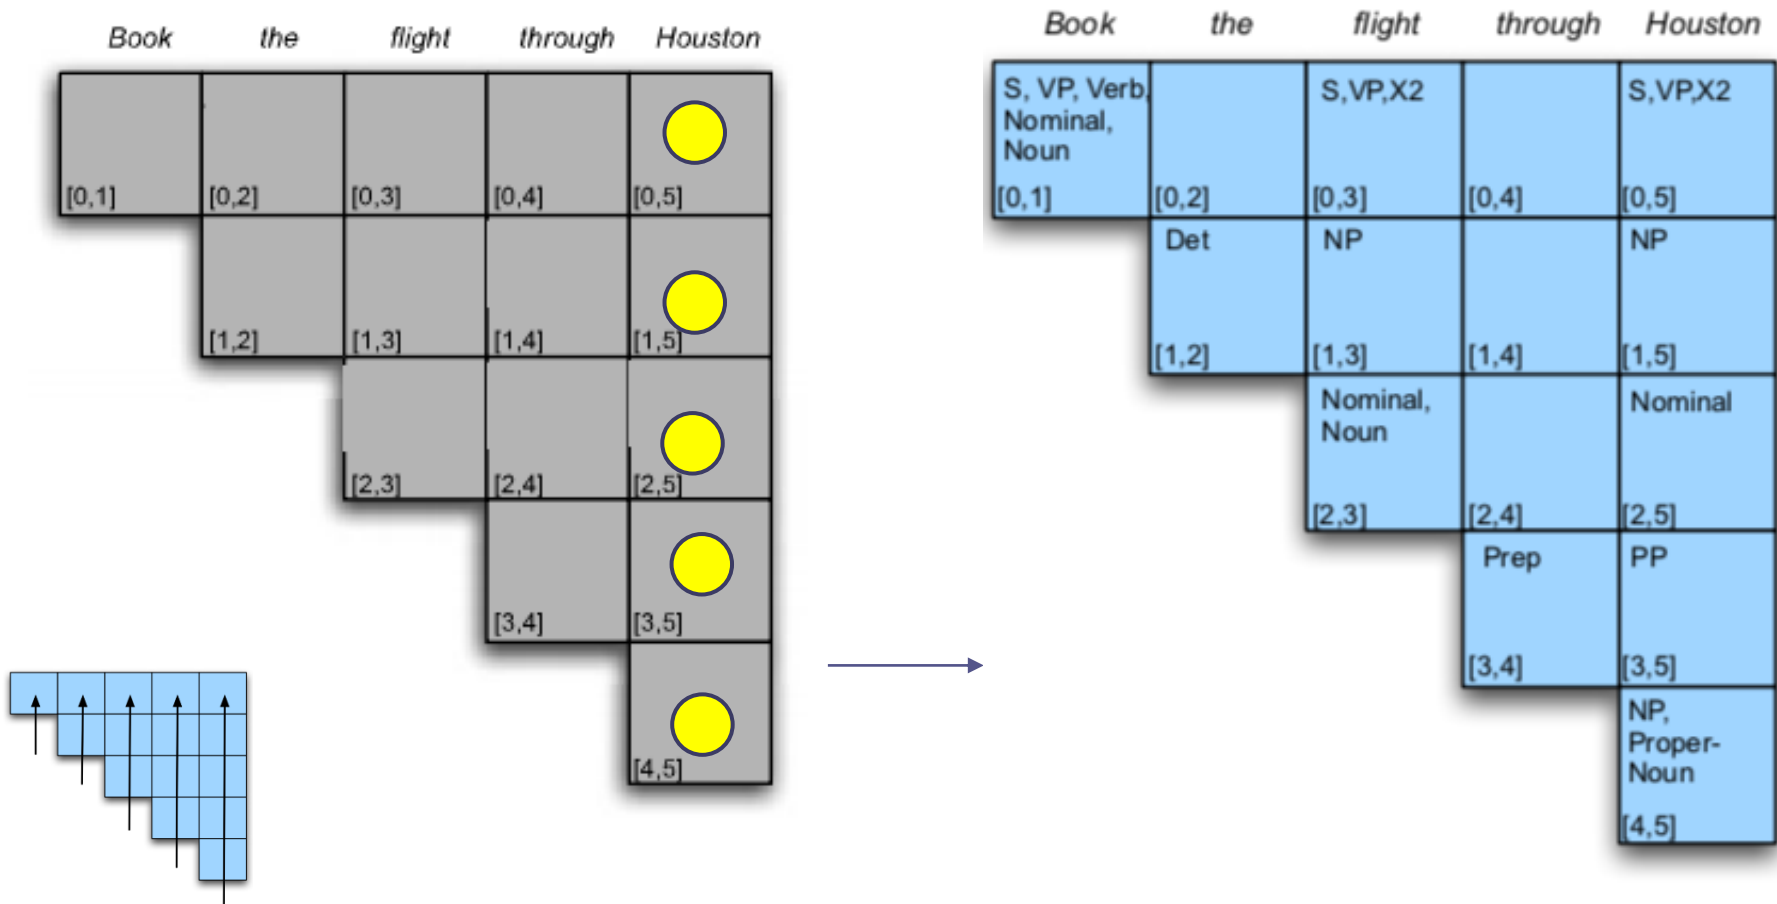 Book the flight through Houston
[0,1] [0,2] [0,3] [0,4] [0,5]
[1,2] [1,3] [1,4] [1,5]
[2,3] [2,4] [2,5]
[3,4] [3,5]
[4,5]
Book the flight through Houston
S, VP, Verb, Nominal, Noun
S,VP,X2
S,VP,X2
[0,1] [0,2] [0,3] [0,4] [0,5]
Det NP NP
[1,2] [1,3] [1,4] [1,5]
Nominal, Noun
Nominal
[2,3] [2,4] [2,5]
Prep PP
[3,4] [3,5]
NP,
Proper-
Noun
[4,5]